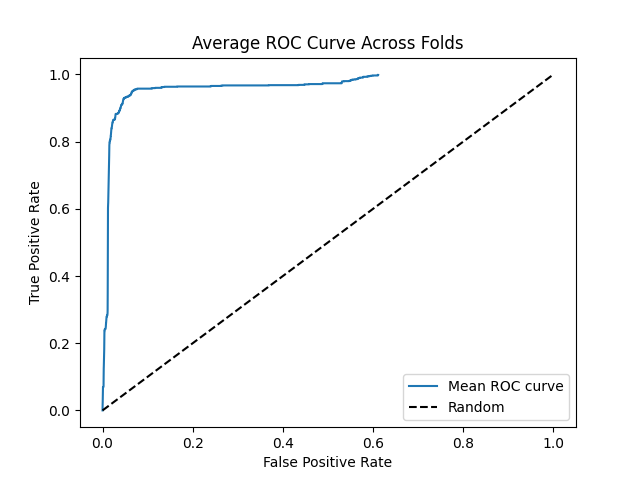 Average ROC Curve Across Folds
1.0
0.8
0.6
0.4
0.2
0.0
True Positive Rate
Mean ROC curve
Random
0.0 0.2 0.4 0.6 0.8 1.0
False Positive Rate